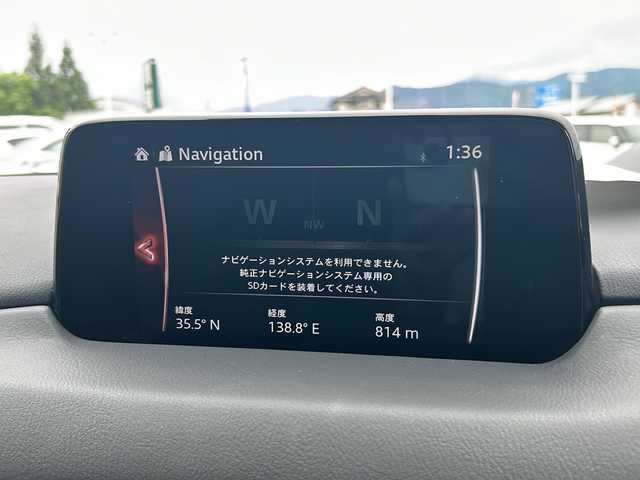 Navigation
1:36
W NW N
ナビゲーションシステムを利用できません。
純正ナビゲーションシステム専用の
SDカードを装着してください。
緯度 経度 高度
35.5° N 138.8° E 814 m